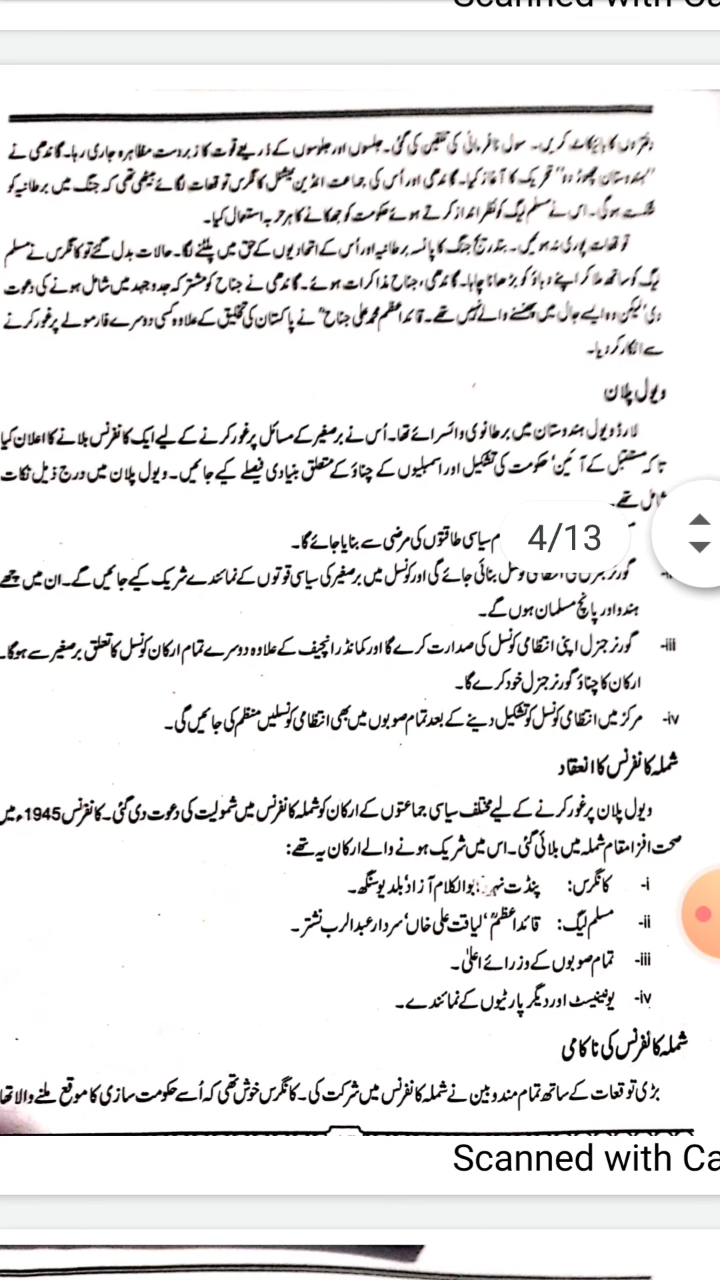 Scanned with Ca
دفتروں کا بائیکاٹ کریں۔ سول نافرمانی کی تلقین کی گئی۔ جلسوں اور جلوسوں کے ذریعے قوت کا زبردست مظاہرہ جاری رہا۔ گاندھی نے
"ہندوستان چھوڑ دو" تحریک کا آغاز کیا۔ گاندھی اور اُس کی جماعت انڈین نیشنل کانگرس توقعات لگائے بیٹھی تھی کہ جنگ میں برطانیہ کو
شکست ہوگی۔ اس نے مسلم لیگ کو نظر انداز کرتے ہوئے حکومت کو جھکانے کا ہر حربہ استعمال کیا۔
توقعات پوری نہ ہوئیں۔ بتدریج جنگ کا پانسہ برطانیہ اور اُس کے اتحادیوں کے حق میں پلٹنے لگا۔ حالات بدل گئے تو کانگرس نے مسلم
لیگ کو ساتھ ملا کر اپنے دباؤ کو بڑھانا چاہا۔ گاندھی، جناح مذاکرات ہوئے۔ گاندھی نے جناح کو مشترکہ جدوجہد میں شامل ہونے کی دعوت
دی' لیکن وہ ایسے جال میں پھنسنے والے نہیں تھے۔ قائداعظم محمد علی جناحؒ نے پاکستان کی تخلیق کے علاوہ کسی دوسرے فارمولے پر غور کرنے
سے انکار کر دیا۔
ویول پلان
لارڈ ویول ہندوستان میں برطانوی وائسرائے تھا۔ اُس نے برصغیر کے مسائل پر غور کرنے کے لیے ایک کانفرنس بلانے کا اعلان کیا
تا کہ مستقبل کے آئین' حکومت کی تشکیل اور اسمبلیوں کے چناؤ کے متعلق بنیادی فیصلے کیے جائیں۔ ویول پلان میں درج ذیل نکات
شامل تھے۔
م سیاسی طاقتوں کی مرضی سے بنایا جائے گا۔
4/13
گورنر جنرل کی انتظامی کونسل بنائی جائے گی اور کونسل میں برصغیر کی سیاسی قوتوں کے نمائندے شریک کیے جائیں گے۔ ان میں چھے
ہندو اور پانچ مسلمان ہوں گے۔
iii- گورنر جنرل اپنی انتظامی کونسل کی صدارت کرے گا اور کمانڈر انچیف کے علاوہ دوسرے تمام ارکان کونسل کا تعلق برصغیر سے ہوگا۔
ارکان کا چناؤ گورنر جنرل خود کرے گا۔
iv- مرکز میں انتظامی کونسل کو تشکیل دینے کے بعد تمام صوبوں میں بھی انتظامی کونسلیں منظم کی جائیں گی۔
شملہ کانفرنس کا انعقاد
ویول پلان پر غور کرنے کے لیے مختلف سیاسی جماعتوں کے ارکان کو شملہ کانفرنس میں شمولیت کی دعوت دی گئی۔ کانفرنس 1945ء میں
صحت افزا مقام شملہ میں بلائی گئی۔ اس میں شریک ہونے والے ارکان یہ تھے:
i- کانگرس: پنڈت نہرو' ابوالکلام آزاد' بلدیو سنگھ۔
ii- مسلم لیگ: قائداعظمؒ' لیاقت علی خاں' سردار عبدالرب نشتر۔
iii- تمام صوبوں کے وزرائے اعلیٰ۔
iv- یونینسٹ اور دیگر پارٹیوں کے نمائندے۔
شملہ کانفرنس کی ناکامی
بڑی توقعات کے ساتھ تمام مندوبین نے شملہ کانفرنس میں شرکت کی۔ کانگرس خوش تھی کہ اُسے حکومت سازی کا موقع ملنے والا تھا
Scanned with Ca